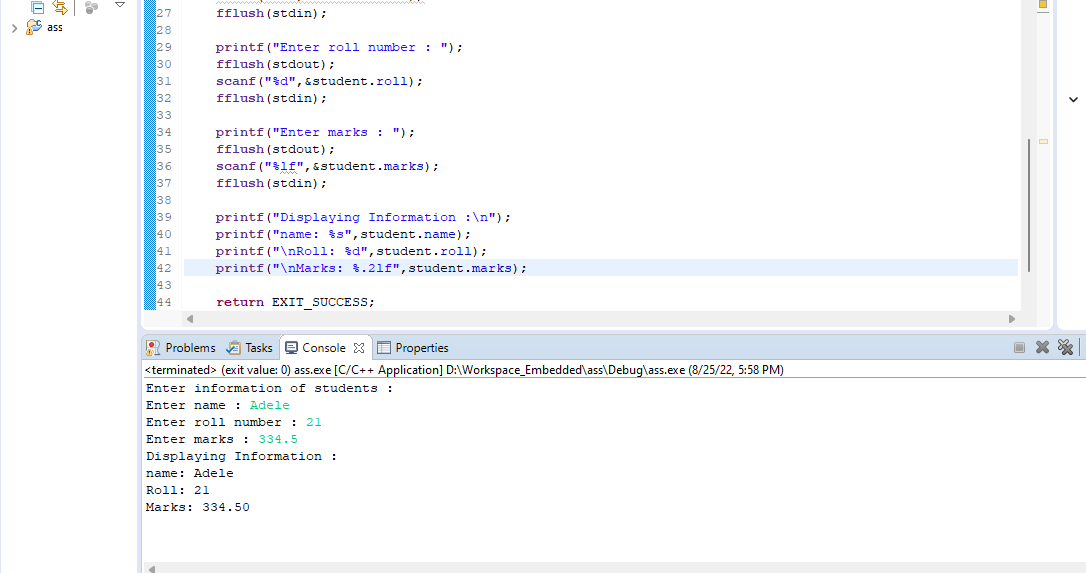 ass
27 fflush(stdin);
28
29 printf("Enter roll number : ");
30 fflush(stdout);
31 scanf("%d",&student.roll);
32 fflush(stdin);
33
34 printf("Enter marks : ");
35 fflush(stdout);
36 scanf("%lf",&student.marks);
37 fflush(stdin);
38
39 printf("Displaying Information :\n");
40 printf("name: %s",student.name);
41 printf("\nRoll: %d",student.roll);
42 printf("\nMarks: %.2lf",student.marks);
43
44 return EXIT_SUCCESS;
Problems Tasks Console Properties
<terminated> (exit value: 0) ass.exe [C/C++ Application] D:\Workspace_Embedded\ass\Debug\ass.exe (8/25/22, 5:58 PM)
Enter information of students :
Enter name : Adele
Enter roll number : 21
Enter marks : 334.5
Displaying Information :
name: Adele
Roll: 21
Marks: 334.50